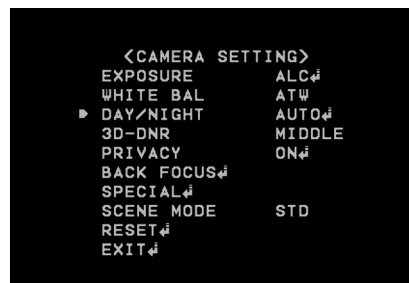 <CAMERA SETTING>
EXPOSURE ALC↲
WHITE BAL ATW
DAY/NIGHT AUTO↲
3D-DNR MIDDLE
PRIVACY ON↲
BACK FOCUS↲
SPECIAL↲
SCENE MODE STD
RESET↲
EXIT↲